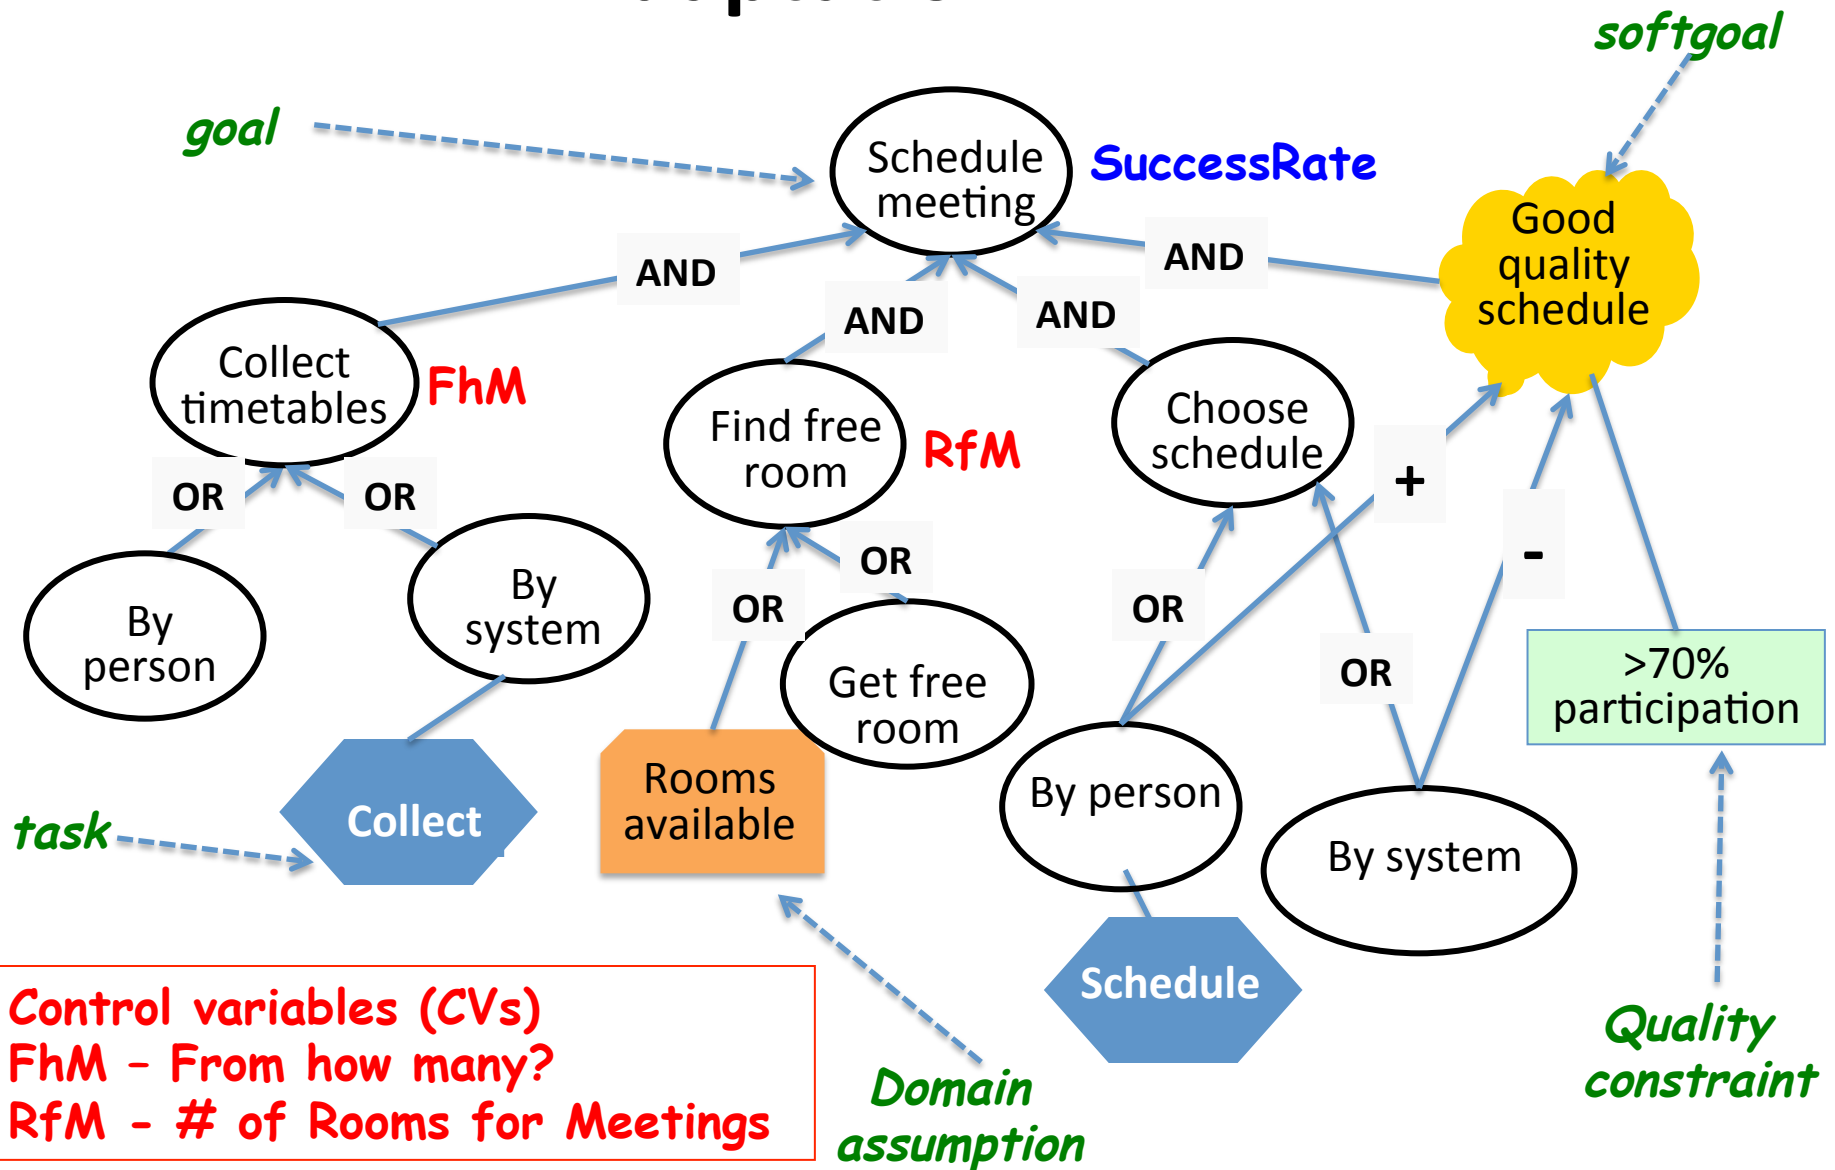 softgoal
goal
Schedule
meeting
SuccessRate
Good
quality
schedule
AND
AND
AND
AND
Collect
timetables
FhM
Find free
room
RfM
Choose
schedule
+
-
OR
OR
OR
OR
OR
OR
By
person
By
system
Get free
room
>70%
participation
Rooms
available
By person
By system
task
Collect
Schedule
Control variables (CVs)
FhM – From how many?
RfM - # of Rooms for Meetings
Domain
assumption
Quality
constraint